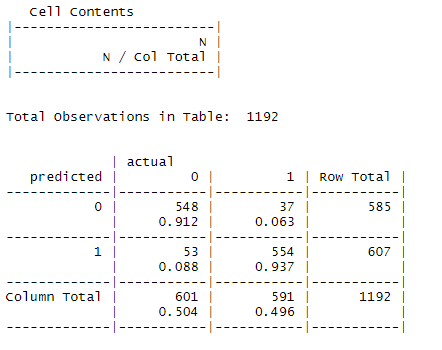 Cell Contents
|-------------------------|
|                       N |
|           N / Col Total |
|-------------------------|
Total Observations in Table:  1192
             | actual
   predicted |         0 |         1 | Row Total |
-------------|-----------|-----------|-----------|
           0 |       548 |        37 |       585 |
             |     0.912 |     0.063 |           |
-------------|-----------|-----------|-----------|
           1 |        53 |       554 |       607 |
             |     0.088 |     0.937 |           |
-------------|-----------|-----------|-----------|
Column Total |       601 |       591 |      1192 |
             |     0.504 |     0.496 |           |
-------------|-----------|-----------|-----------|